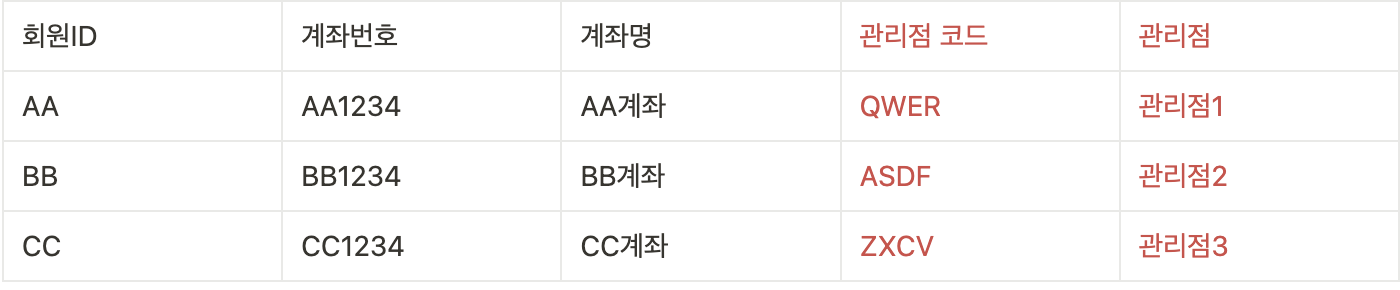 회원ID 계좌번호 계좌명 관리점 코드 관리점
AA AA1234 AA계좌 QWER 관리점1
BB BB1234 BB계좌 ASDF 관리점2
CC CC1234 CC계좌 ZXCV 관리점3